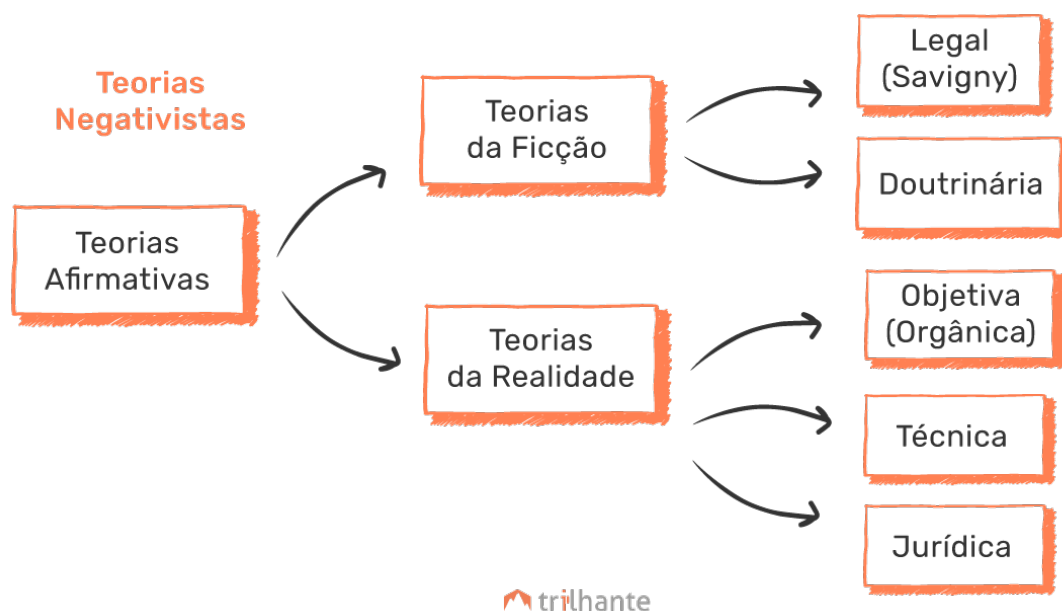 Teorias
Negativistas
Teorias
Afirmativas
Teorias
da Ficção
Teorias
da Realidade
Legal
(Savigny)
Doutrinária
Objetiva
(Orgânica)
Técnica
Jurídica
trilhante